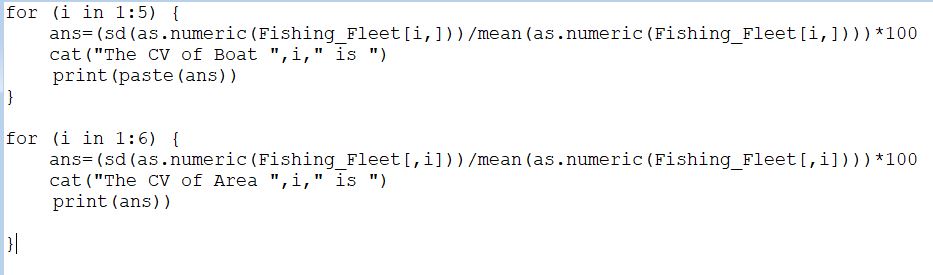 for (i in 1:5) {
    ans=(sd(as.numeric(Fishing_Fleet[i,]))/mean(as.numeric(Fishing_Fleet[i,])))*100
    cat("The CV of Boat ",i," is ")
    print(paste(ans))
}
for (i in 1:6) {
    ans=(sd(as.numeric(Fishing_Fleet[,i]))/mean(as.numeric(Fishing_Fleet[,i])))*100
    cat("The CV of Area ",i," is ")
    print(ans))
}